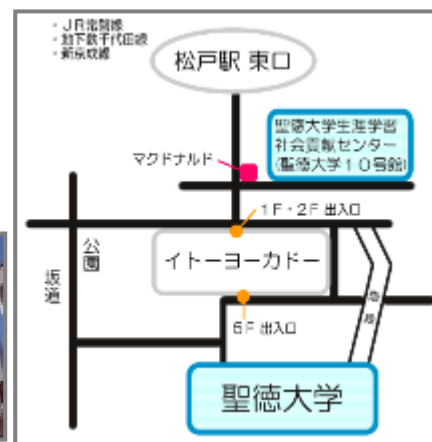 ・JR常磐線
・地下鉄千代田線
・新京成線
松戸駅 東口
聖徳大学生涯学習
社会貢献センター
(聖徳大学10号館)
マクドナルド
1F・2F 出入口
公園
坂道
イトーヨーカドー
5F 出入口
聖徳大学